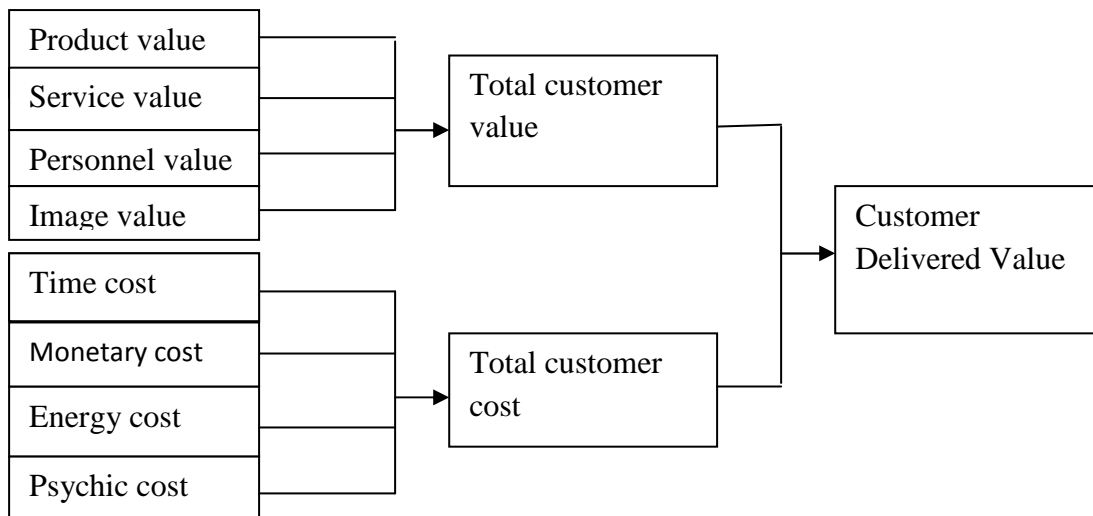 Product value
Service value
Personnel value
Image value
Total customer
value
Customer
Delivered Value
Time cost
Monetary cost
Energy cost
Psychic cost
Total customer
cost